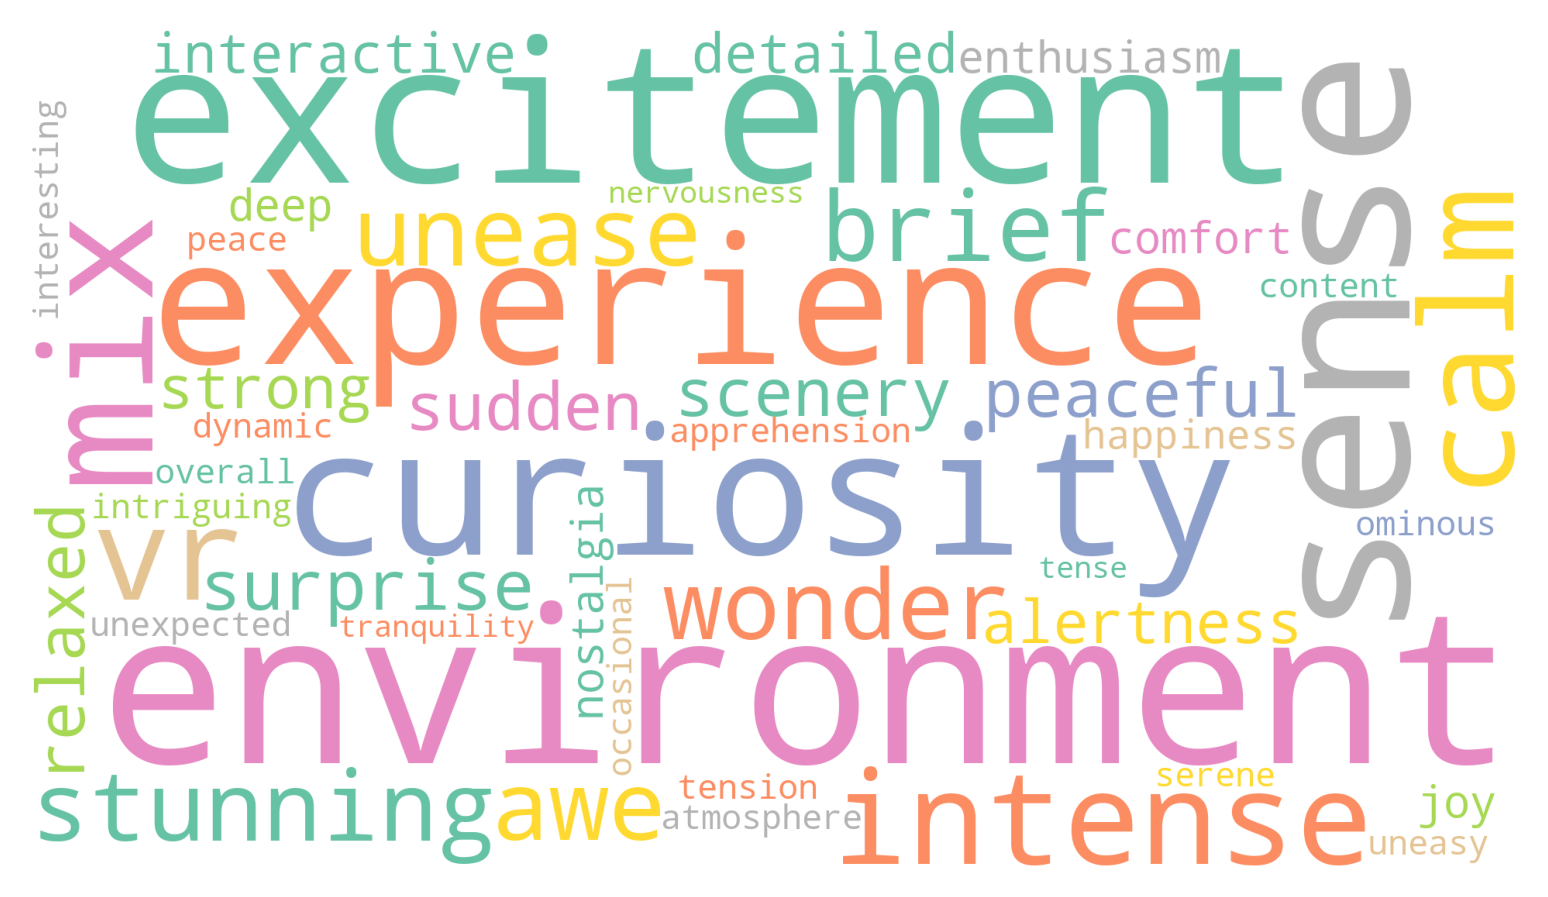 interactive
detailed
enthusiasm
excitement
sense
interesting
deep
nervousness
peace
unease
brief
comfort
calm
mix
experience
content
strong
sudden
scenery
peaceful
dynamic
apprehension
happiness
overall
curiosity
intriguing
nostalgia
ominous
relaxed
vr
surprise
tense
wonder
alertness
unexpected
tranquility
occasional
environment
stunning
awe
tension
atmosphere
intense
serene
joy
uneasy